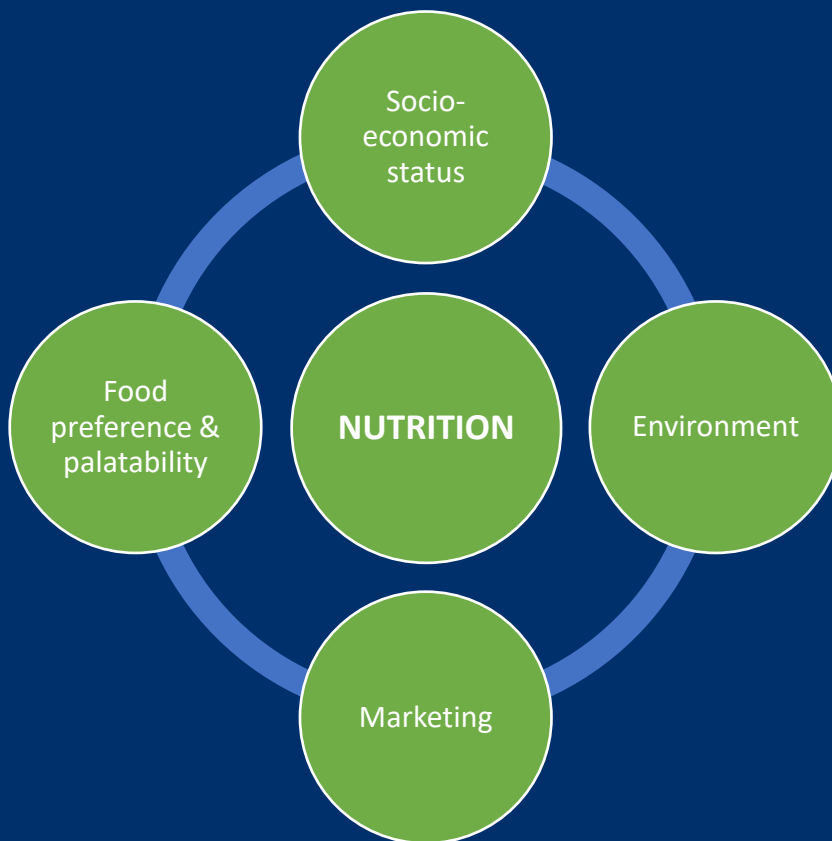 Socio-
economic
status
Food
preference &
palatability
NUTRITION
Environment
Marketing